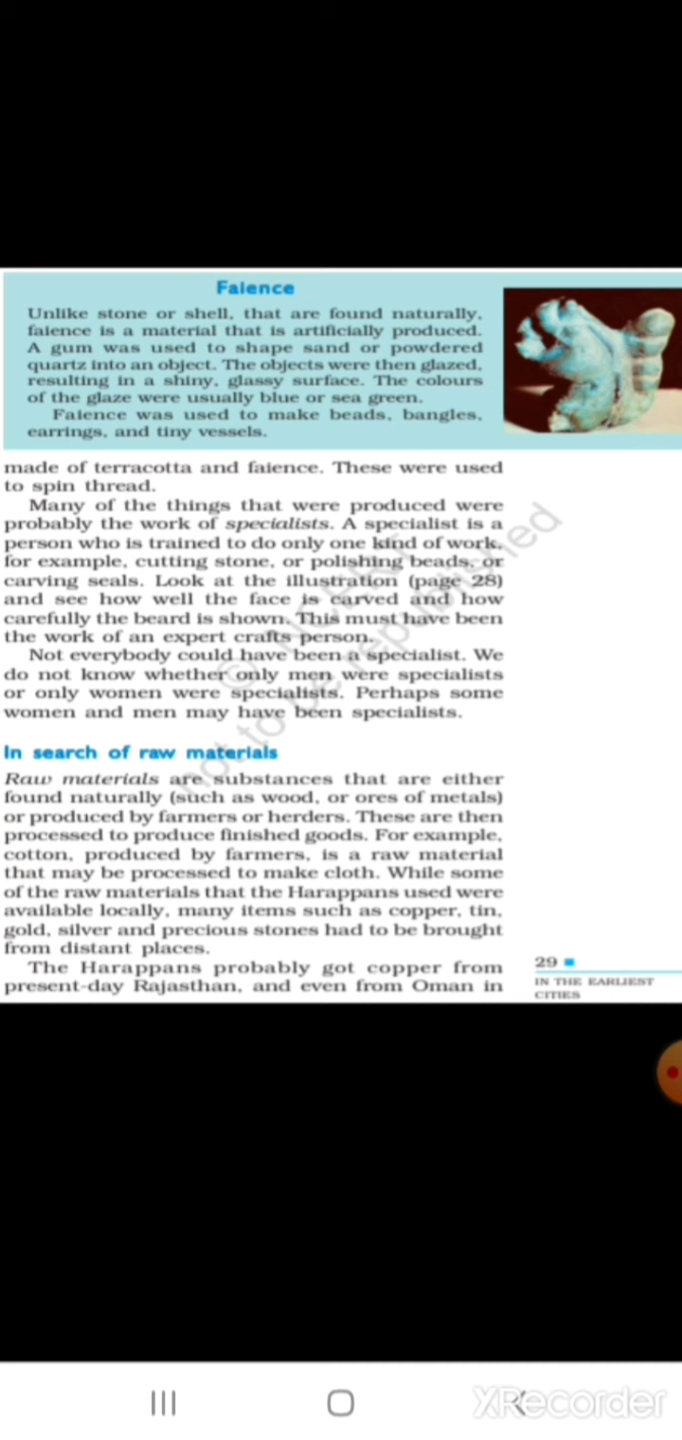 Faience
Unlike stone or shell, that are found naturally,
faience is a material that is artificially produced.
A gum was used to shape sand or powdered
quartz into an object. The objects were then glazed,
resulting in a shiny, glassy surface. The colours
of the glaze were usually blue or sea green.
Faience was used to make beads, bangles,
earrings, and tiny vessels.
made of terracotta and faience. These were used
to spin thread.
Many of the things that were produced were
probably the work of specialists. A specialist is a
person who is trained to do only one kind of work,
for example, cutting stone, or polishing beads, or
carving seals. Look at the illustration (page 28)
and see how well the face is carved and how
carefully the beard is shown. This must have been
the work of an expert crafts person.
Not everybody could have been a specialist. We
do not know whether only men were specialists
or only women were specialists. Perhaps some
women and men may have been specialists.
In search of raw materials
Raw materials are substances that are either
found naturally (such as wood, or ores of metals)
or produced by farmers or herders. These are then
processed to produce finished goods. For example,
cotton, produced by farmers, is a raw material
that may be processed to make cloth. While some
of the raw materials that the Harappans used were
available locally, many items such as copper, tin,
gold, silver and precious stones had to be brought
from distant places.
The Harappans probably got copper from
present-day Rajasthan, and even from Oman in
29
IN THE EARLIEST
CITIES
not to be republished
XRecorder